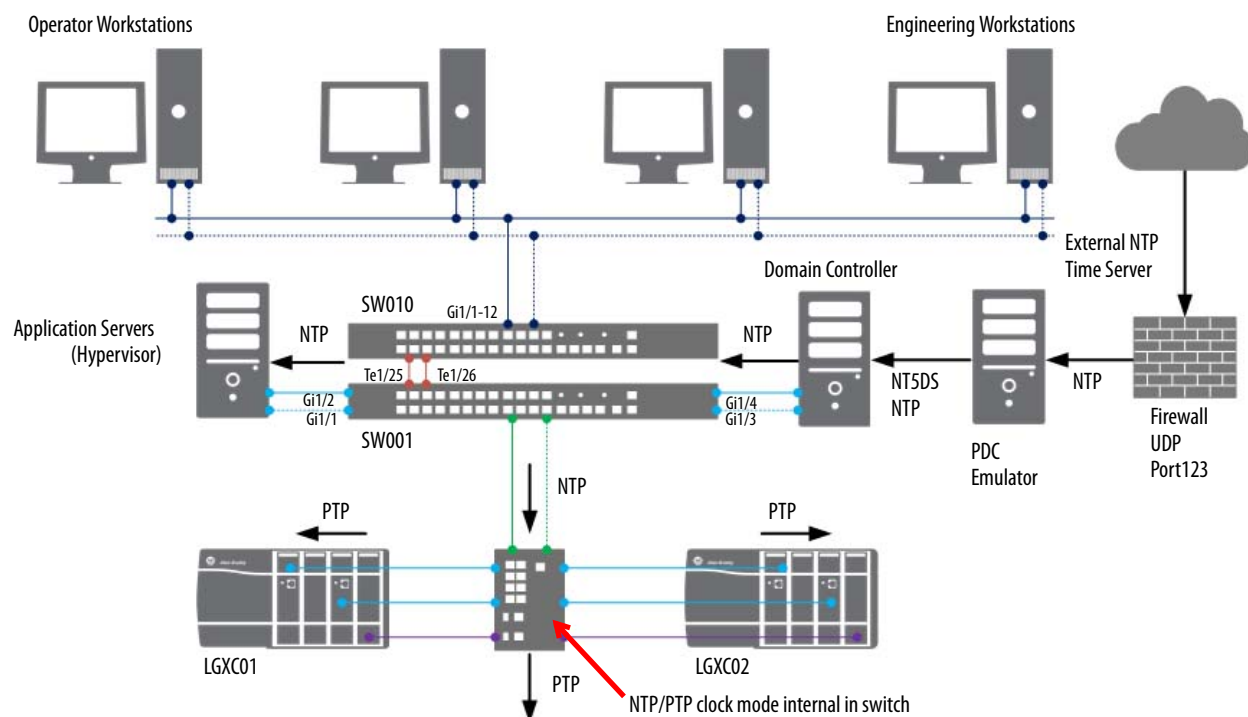 Operator Workstations
Engineering Workstations
External NTP
Time Server
Domain Controller
SW010
Gi1/1-12
Application Servers
(Hypervisor)
NTP
NTP
NT5DS
NTP
NTP
Te1/25
Te1/26
Gi1/2
Gi1/1
Gi1/4
Gi1/3
SW001
PDC
Emulator
Firewall
UDP
Port123
NTP
PTP
PTP
LGXC01
LGXC02
PTP
NTP/PTP clock mode internal in switch